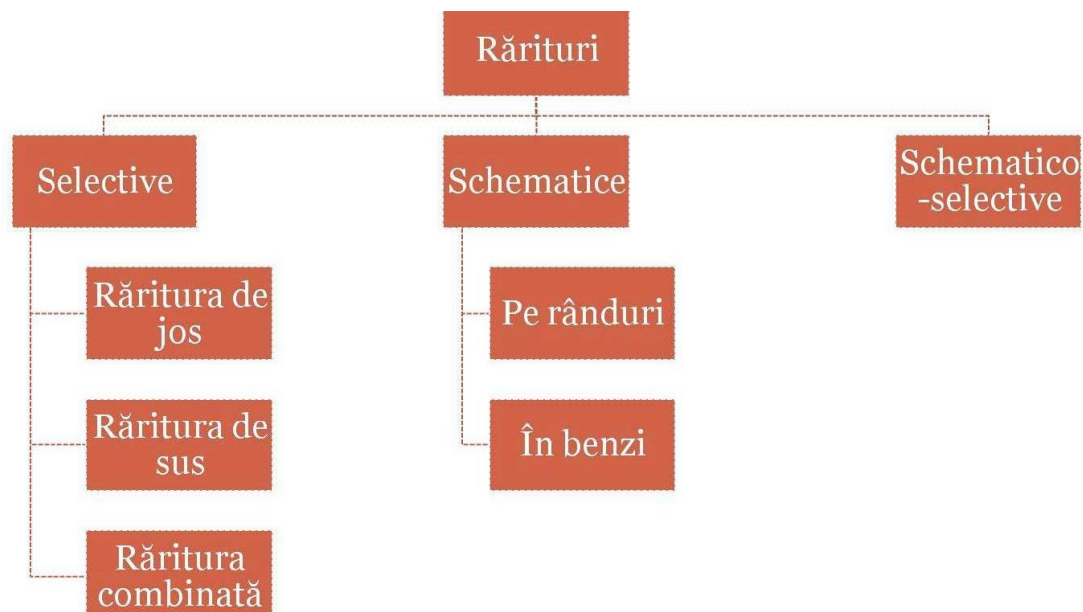 Rărituri
Selective
Schematice
Schematico
-selective
Răritura de
jos
Răritura de
sus
Răritura
combinată
Pe rânduri
În benzi